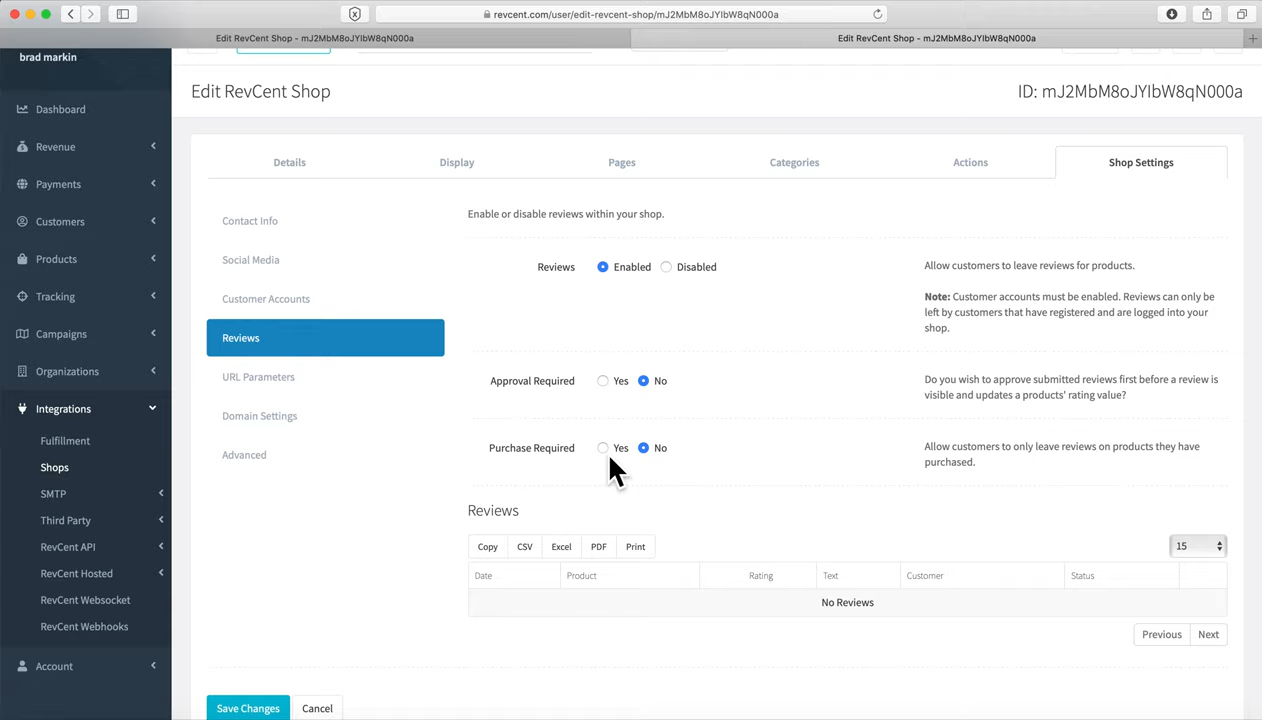 revcent.com/user/edit-revcent-shop/mJ2MbM8oJYIbW8qN000a
Edit RevCent Shop - mJ2MbM8oJYIbW8qN000a
Edit RevCent Shop - mJ2MbM8oJYIbW8qN000a
brad markin
Edit RevCent Shop
ID: mJ2MbM8oJYIbW8qN000a
Dashboard
Revenue
Payments
Customers
Products
Tracking
Campaigns
Organizations
Integrations
Fulfillment
Shops
SMTP
Third Party
RevCent API
RevCent Hosted
RevCent Websocket
RevCent Webhooks
Account
Details
Display
Pages
Categories
Actions
Shop Settings
Contact Info
Social Media
Customer Accounts
Reviews
URL Parameters
Domain Settings
Advanced
Enable or disable reviews within your shop.
Reviews
Enabled
Disabled
Allow customers to leave reviews for products.
Note: Customer accounts must be enabled. Reviews can only be
left by customers that have registered and are logged into your
shop.
Approval Required
Yes
No
Do you wish to approve submitted reviews first before a review is
visible and updates a products' rating value?
Purchase Required
Yes
No
Allow customers to only leave reviews on products they have
purchased.
Reviews
Copy
CSV
Excel
PDF
Print
15
Date
Product
Rating
Text
Customer
Status
No Reviews
Previous
Next
Save Changes
Cancel